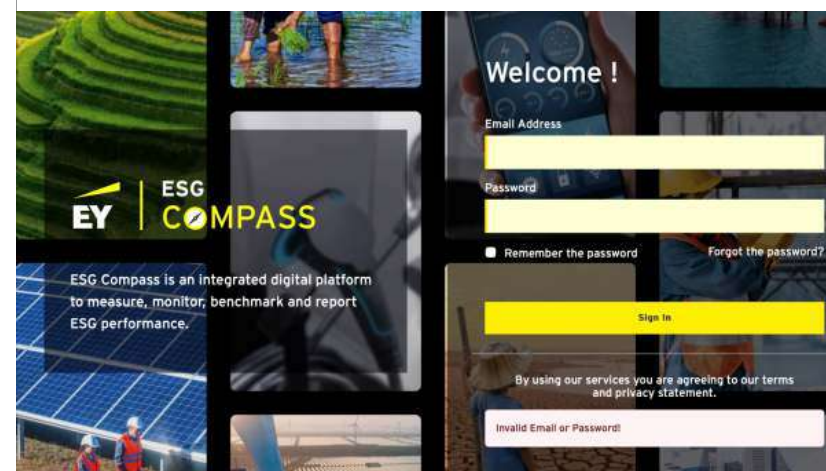 EY
ESG
COMPASS
ESG Compass is an integrated digital platform
to measure, monitor, benchmark and report
ESG performance.
Welcome !
Email Address
Password
Remember the password
Forgot the password?
Sign In
By using our services you are agreeing to our terms
and privacy statement.
Invalid Email or Password!